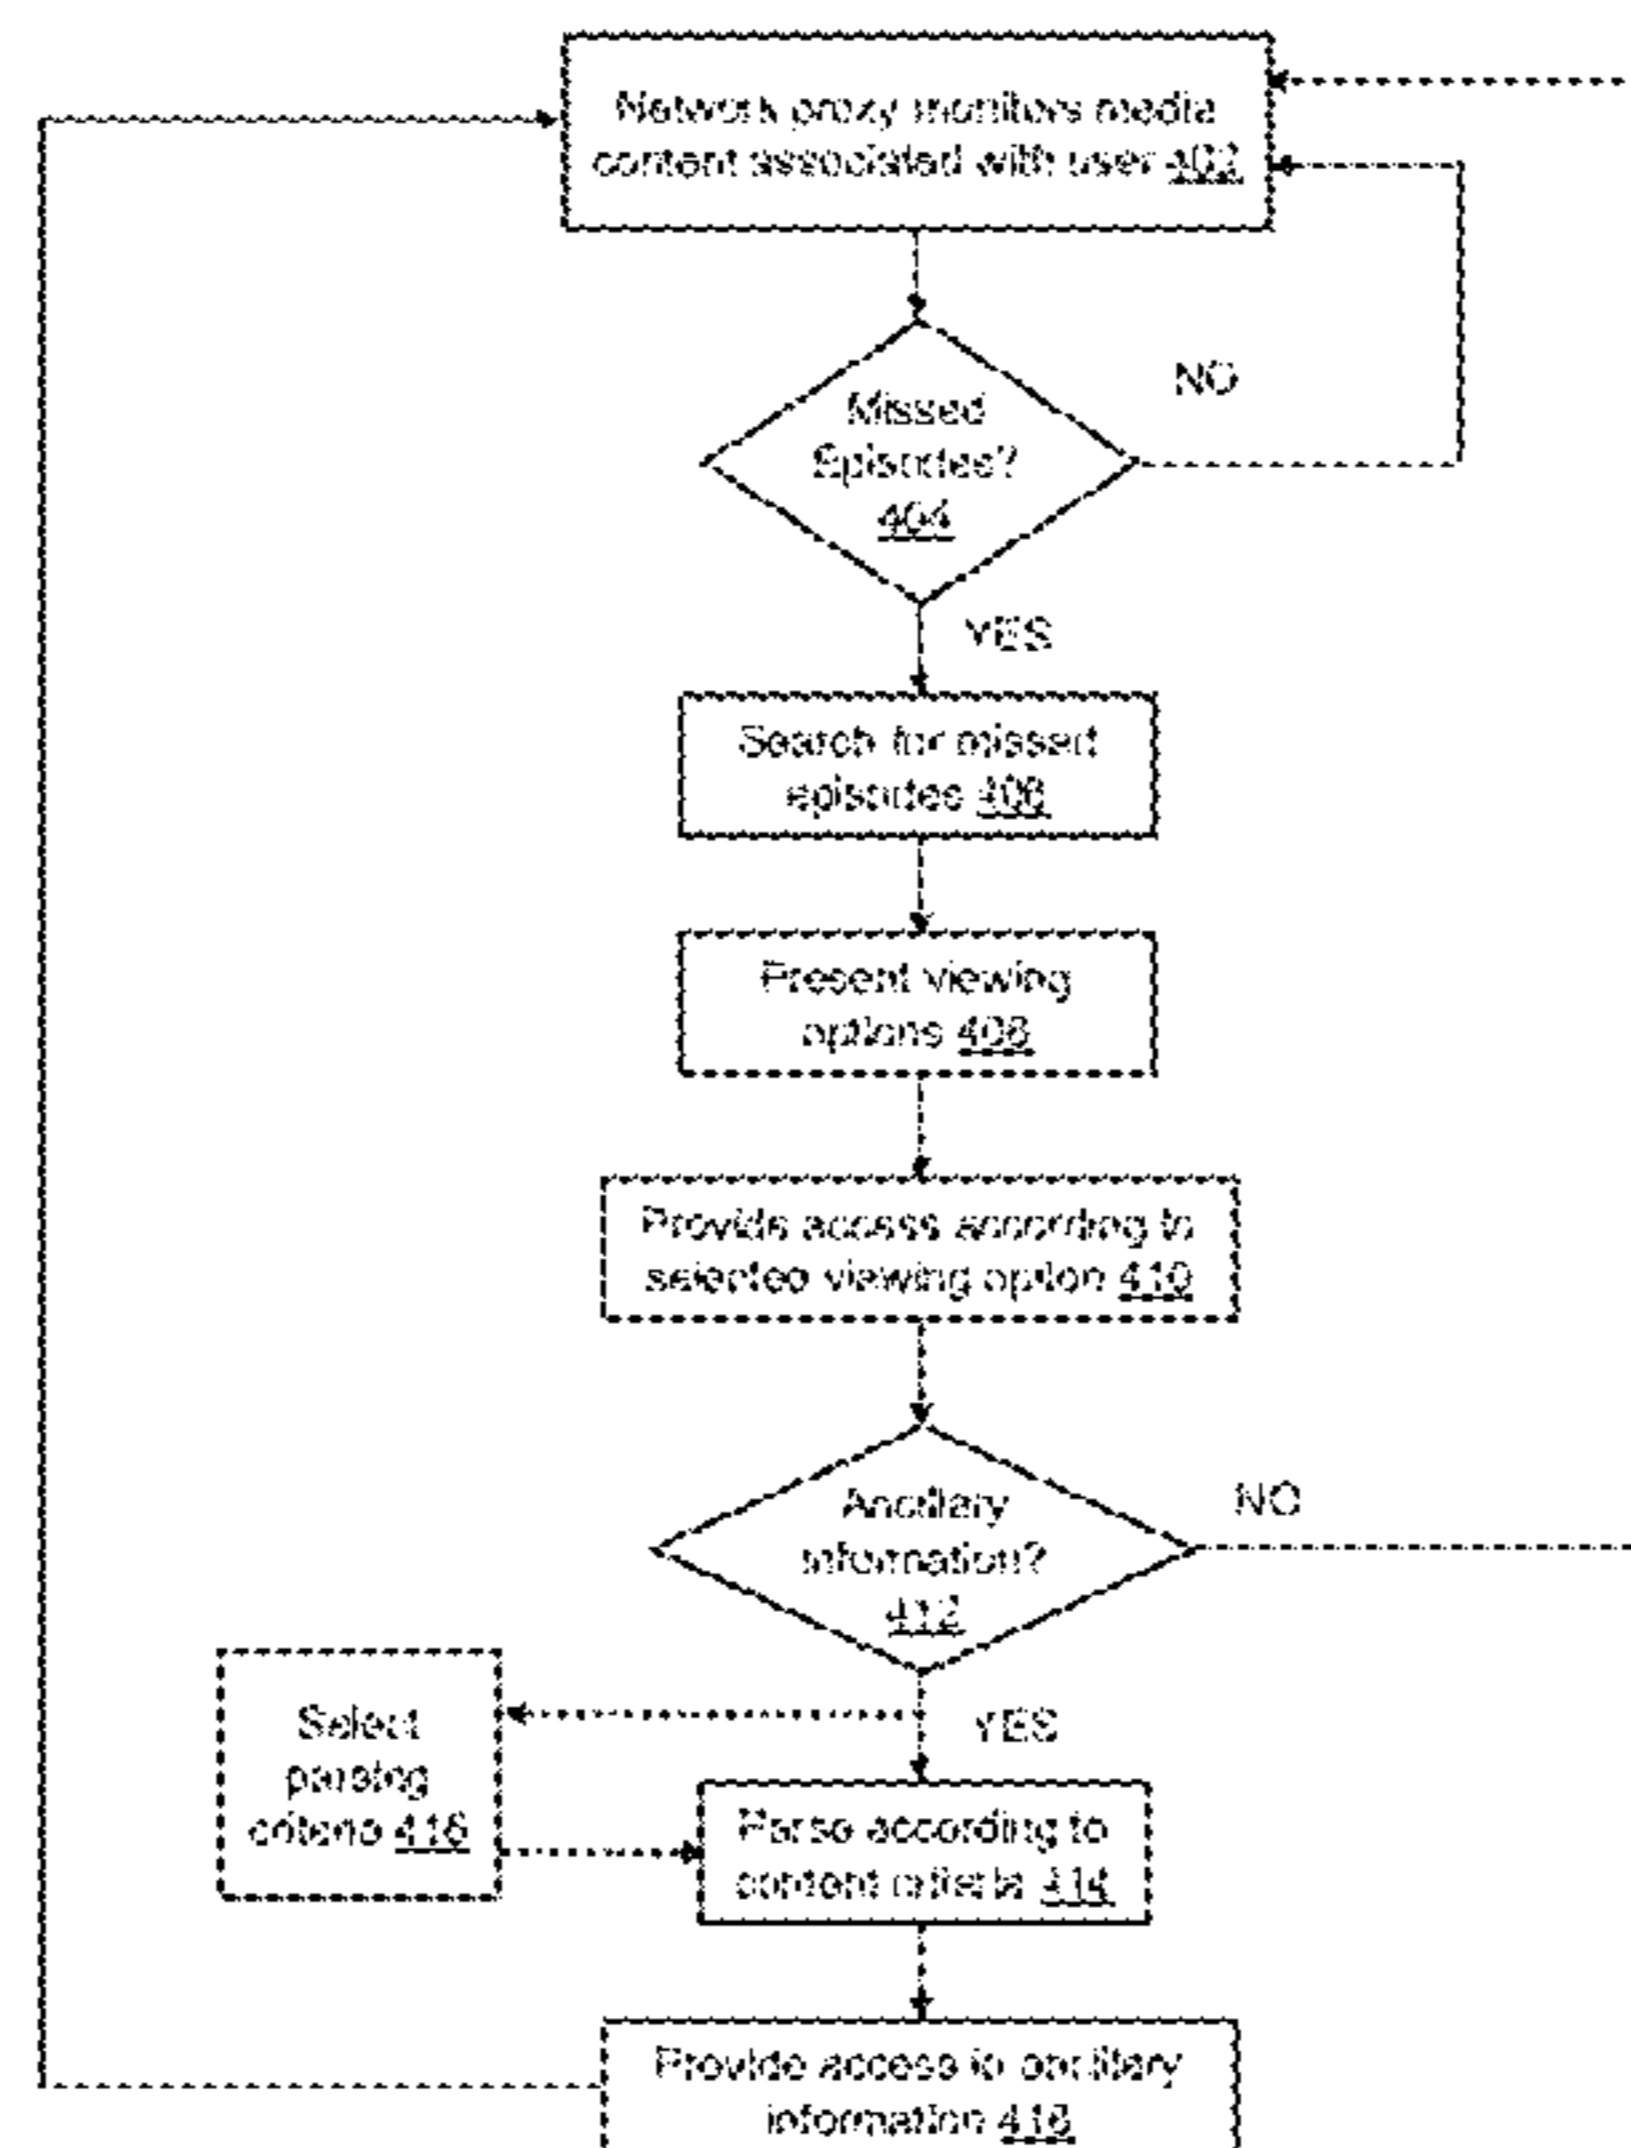 Network proxy monitors media
content associated with user 402
NO
Missed
Episodes?
404
YES
Search for missed
episodes 406
Present viewing
options 408
Provide access according to
selected viewing option 410
Ancillary
information?
412
NO
YES
Select
parsing
criteria
Parse according to
content criteria 414
Provide access to ancillary
information